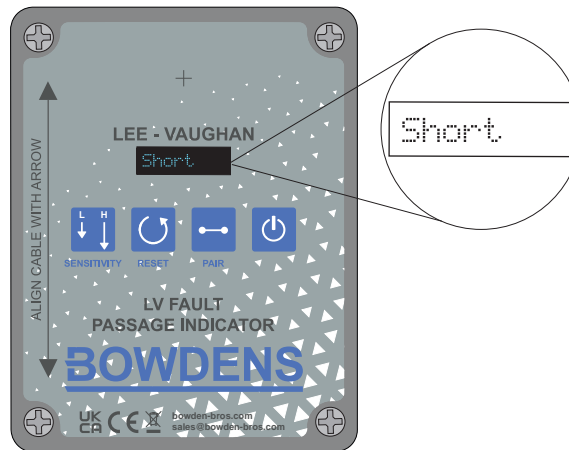 ALIGN CABLE WITH ARROW
LEE - VAUGHAN
Short
Short
L H
SENSITIVITY RESET PAIR
LV FAULT
PASSAGE INDICATOR
BOWDENS
UK
CA CE
bowden-bros.com
sales@bowden-bros.com